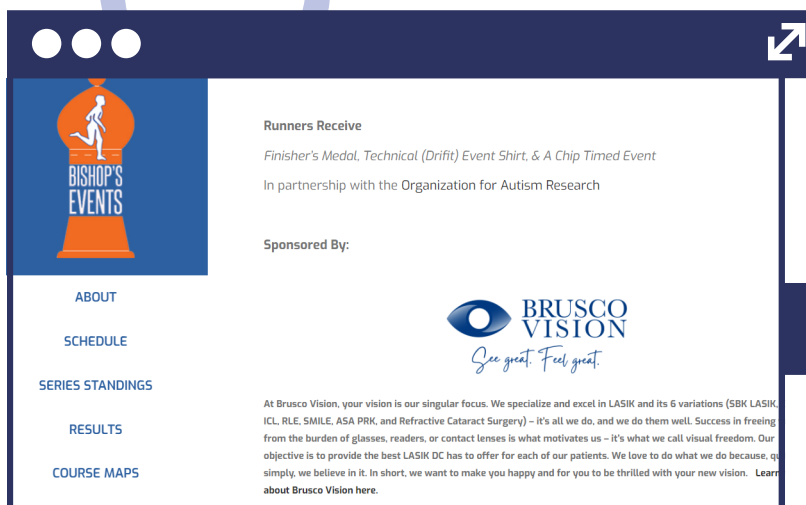 BISHOP'S
EVENTS
ABOUT
SCHEDULE
SERIES STANDINGS
RESULTS
COURSE MAPS
Runners Receive
Finisher's Medal, Technical (Drifit) Event Shirt, & A Chip Timed Event
In partnership with the Organization for Autism Research
Sponsored By:
BRUSCO
VISION
See great. Feel great.
At Brusco Vision, your vision is our singular focus. We specialize and excel in LASIK and its 6 variations (SBK LASIK,
ICL, RLE, SMILE, ASA PRK, and Refractive Cataract Surgery) – it's all we do, and we do them well. Success in freeing
from the burden of glasses, readers, or contact lenses is what motivates us – it's what we call visual freedom. Our
objective is to provide the best LASIK DC has to offer for each of our patients. We love to do what we do because,
simply, we believe in it. In short, we want to make you happy and for you to be thrilled with your new vision. Learn
about Brusco Vision here.